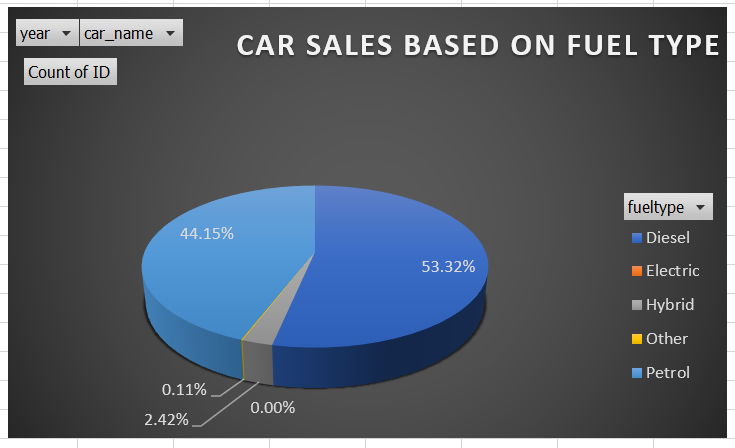 year car_name
CAR SALES BASED ON FUEL TYPE
Count of ID
fueltype
44.15%
Diesel
53.32%
Electric
Hybrid
Other
Petrol
0.11%
0.00%
2.42%